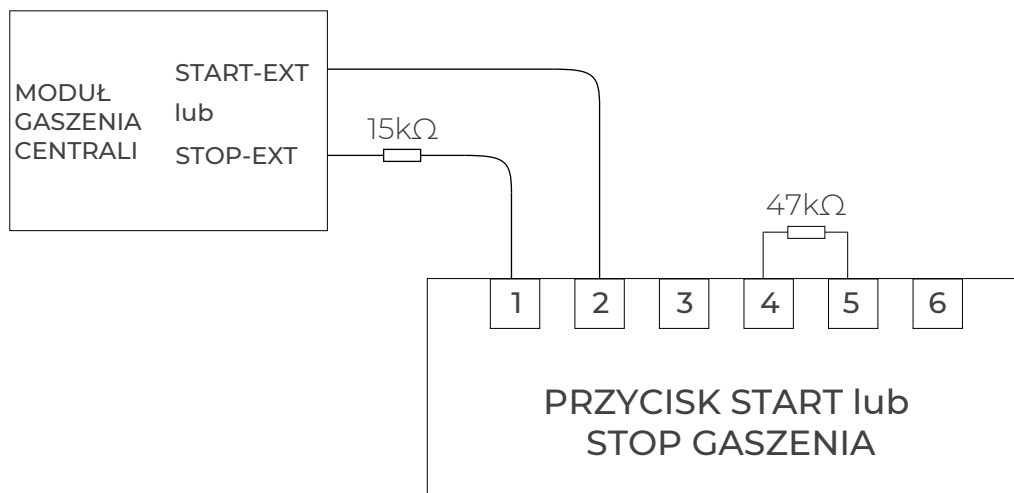 MODUŁ
GASZENIA
CENTRALI
START-EXT
lub
STOP-EXT
15kΩ
47kΩ
1 2 3 4 5 6
PRZYCISK START lub
STOP GASZENIA